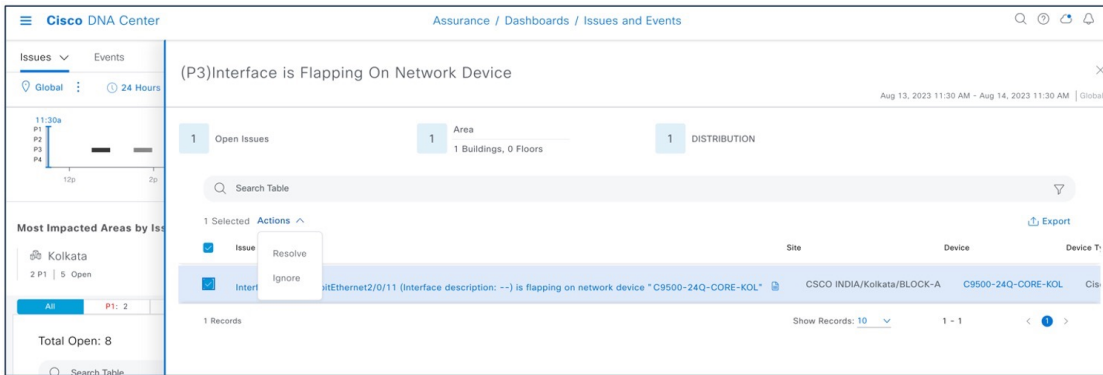 Cisco DNA Center
Assurance / Dashboards / Issues and Events
Issues
Events
Global
24 Hours
11:30a
P1
P2
P3
P4
12p
2p
Most Impacted Areas by Iss
Kolkata
2 P1 | 5 Open
All
P1: 2
Total Open: 8
Search Table
(P3)Interface is Flapping On Network Device
Aug 13, 2023 11:30 AM - Aug 14, 2023 11:30 AM | Global
1 Open Issues
1 Area
1 Buildings, 0 Floors
1 DISTRIBUTION
Search Table
1 Selected Actions
Export
Resolve
Ignore
Issue
Site
Device
Device Ty
Interf
bitEthernet2/0/11 (Interface description: --) is flapping on network device "C9500-24Q-CORE-KOL"
CSCO INDIA/Kolkata/BLOCK-A
C9500-24Q-CORE-KOL
Cis
1 Records
Show Records: 10
1 - 1
1